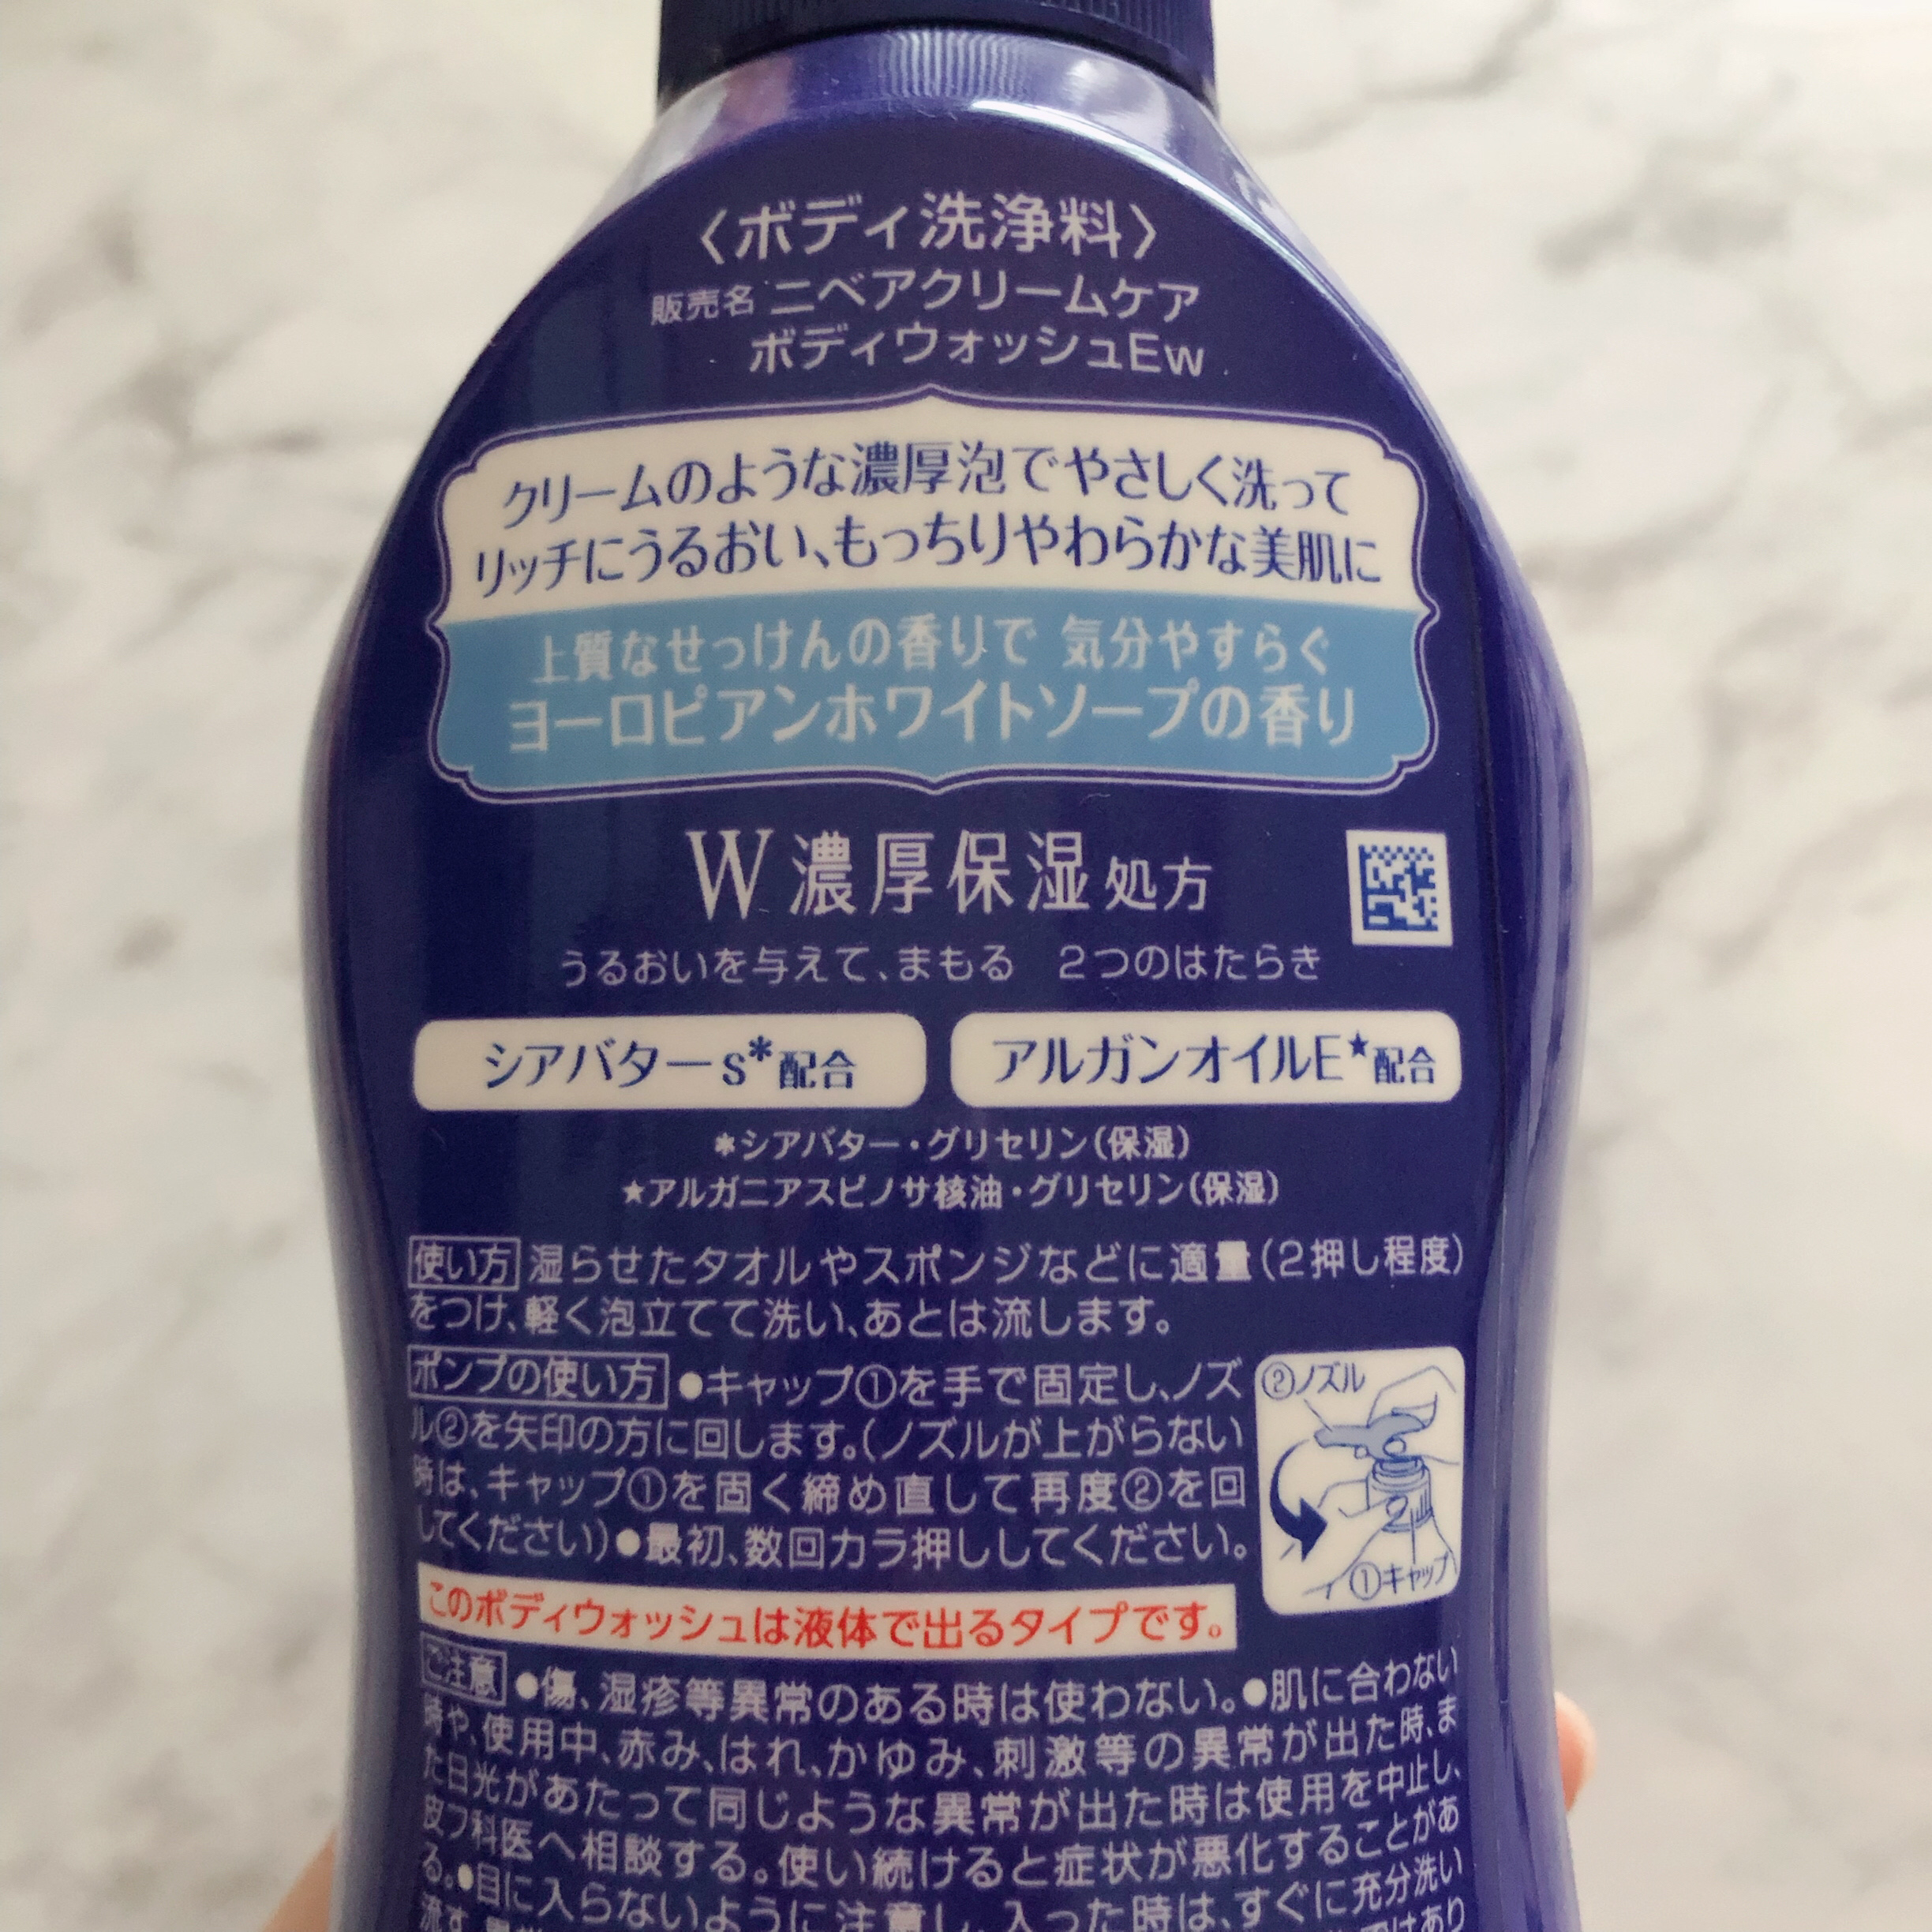 〈ボディ洗浄料〉
販売名 ニベアクリームケア
ボディウォッシュEw
クリームのような濃厚泡でやさしく洗って
リッチにうるおい、もっちりやわらかな美肌に
上質なせっけんの香りで 気分やすらぐ
ヨーロピアンホワイトソープの香り
W濃厚保湿処方
うるおいを与えて、まもる 2つのはたらき
シアバターs*配合
アルガンオイルE★配合
*シアバター・グリセリン(保湿)
★アルガニアスピノサ核油・グリセリン(保湿)
使い方 湿らせたタオルやスポンジなどに適量(2押し程度)
をつけ、軽く泡立てて洗い、あとは流します。
ポンプの使い方 ●キャップ①を手で固定し、ノズ
ル②を矢印の方に回します。(ノズルが上がらない
時は、キャップ①を固く締め直して再度②を回
してください)●最初、数回カラ押ししてください。
②ノズル
①キャップ
このボディウォッシュは液体で出るタイプです。
ご注意 ●傷、湿疹等異常のある時は使わない。●肌に合わない
時や、使用中、赤み、はれ、かゆみ、刺激等の異常が出た時、ま
た日光があたって同じような異常が出た時は使用を中止し、
皮フ科医へ相談する。使い続けると症状が悪化することがあ
る。●目に入らないように注意し、入った時は、すぐに充分洗い
流す。